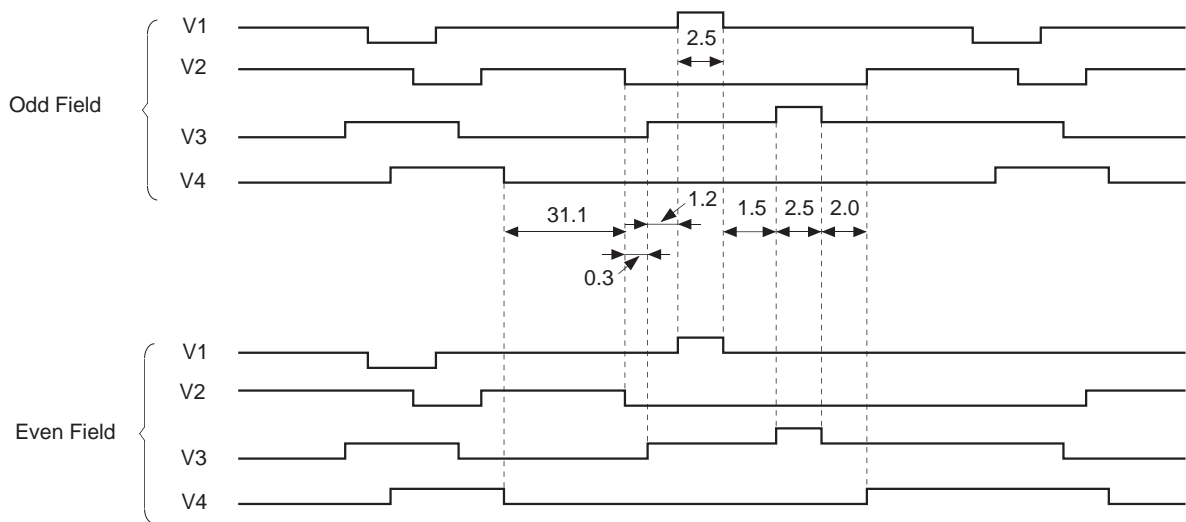 V1
2.5
V2
Odd Field
V3
V4
1.2
31.1
1.5
2.5
2.0
0.3
V1
V2
Even Field
V3
V4